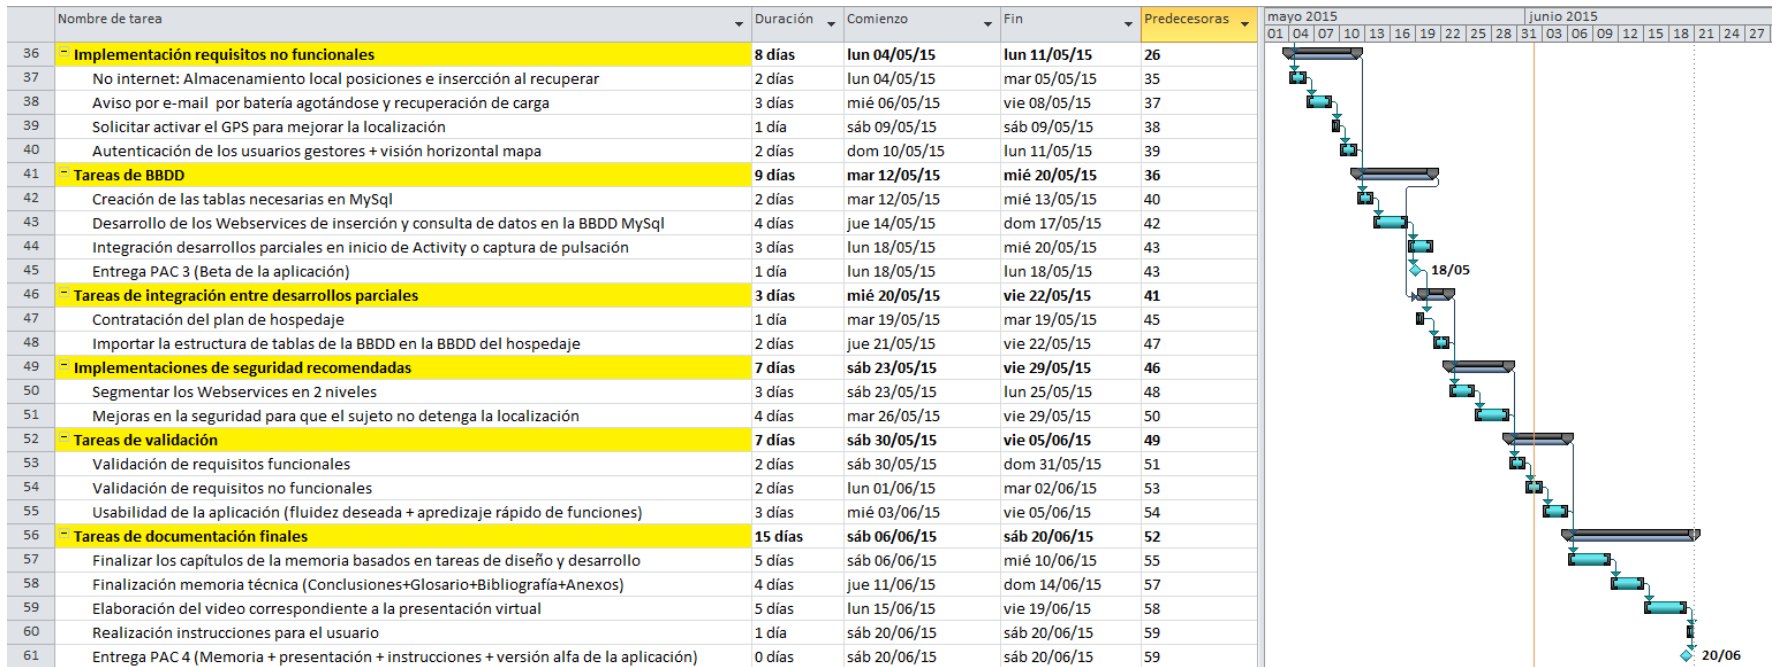 Nombre de tarea Duración Comienzo Fin Predecesoras mayo 2015 junio 2015
01 04 07 10 13 16 19 22 25 28 31 03 06 09 12 15 18 21 24 27
36 Implementación requisitos no funcionales 8 días lun 04/05/15 lun 11/05/15 26
37 No internet: Almacenamiento local posiciones e insercción al recuperar 2 días lun 04/05/15 mar 05/05/15 35
38 Aviso por e-mail por batería agotándose y recuperación de carga 3 días mié 06/05/15 vie 08/05/15 37
39 Solicitar activar el GPS para mejorar la localización 1 día sáb 09/05/15 sáb 09/05/15 38
40 Autenticación de los usuarios gestores + visión horizontal mapa 2 días dom 10/05/15 lun 11/05/15 39
41 Tareas de BBDD 9 días mar 12/05/15 mié 20/05/15 36
42 Creación de las tablas necesarias en MySql 2 días mar 12/05/15 mié 13/05/15 40
43 Desarrollo de los Webservices de inserción y consulta de datos en la BBDD MySql 4 días jue 14/05/15 dom 17/05/15 42
44 Integración desarrollos parciales en inicio de Activity o captura de pulsación 3 días lun 18/05/15 mié 20/05/15 43
45 Entrega PAC 3 (Beta de la aplicación) 1 día lun 18/05/15 lun 18/05/15 43 18/05
46 Tareas de integración entre desarrollos parciales 3 días mié 20/05/15 vie 22/05/15 41
47 Contratación del plan de hospedaje 1 día mar 19/05/15 mar 19/05/15 45
48 Importar la estructura de tablas de la BBDD en la BBDD del hospedaje 2 días jue 21/05/15 vie 22/05/15 47
49 Implementaciones de seguridad recomendadas 7 días sáb 23/05/15 vie 29/05/15 46
50 Segmentar los Webservices en 2 niveles 3 días sáb 23/05/15 lun 25/05/15 48
51 Mejoras en la seguridad para que el sujeto no detenga la localización 4 días mar 26/05/15 vie 29/05/15 50
52 Tareas de validación 7 días sáb 30/05/15 vie 05/06/15 49
53 Validación de requisitos funcionales 2 días sáb 30/05/15 dom 31/05/15 51
54 Validación de requisitos no funcionales 2 días lun 01/06/15 mar 02/06/15 53
55 Usabilidad de la aplicación (fluidez deseada + apredizaje rápido de funciones) 3 días mié 03/06/15 vie 05/06/15 54
56 Tareas de documentación finales 15 días sáb 06/06/15 sáb 20/06/15 52
57 Finalizar los capítulos de la memoria basados en tareas de diseño y desarrollo 5 días sáb 06/06/15 mié 10/06/15 55
58 Finalización memoria técnica (Conclusiones+Glosario+Bibliografía+Anexos) 4 días jue 11/06/15 dom 14/06/15 57
59 Elaboración del video correspondiente a la presentación virtual 5 días lun 15/06/15 vie 19/06/15 58
60 Realización instrucciones para el usuario 1 día sáb 20/06/15 sáb 20/06/15 59
61 Entrega PAC 4 (Memoria + presentación + instrucciones + versión alfa de la aplicación) 0 días sáb 20/06/15 sáb 20/06/15 59 20/06